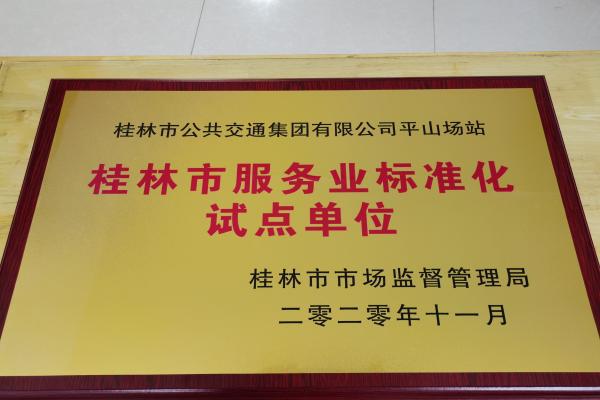 桂林市公共交通集团有限公司平山场站
桂林市服务业标准化
试点单位
桂林市市场监督管理局
二零二零年十一月